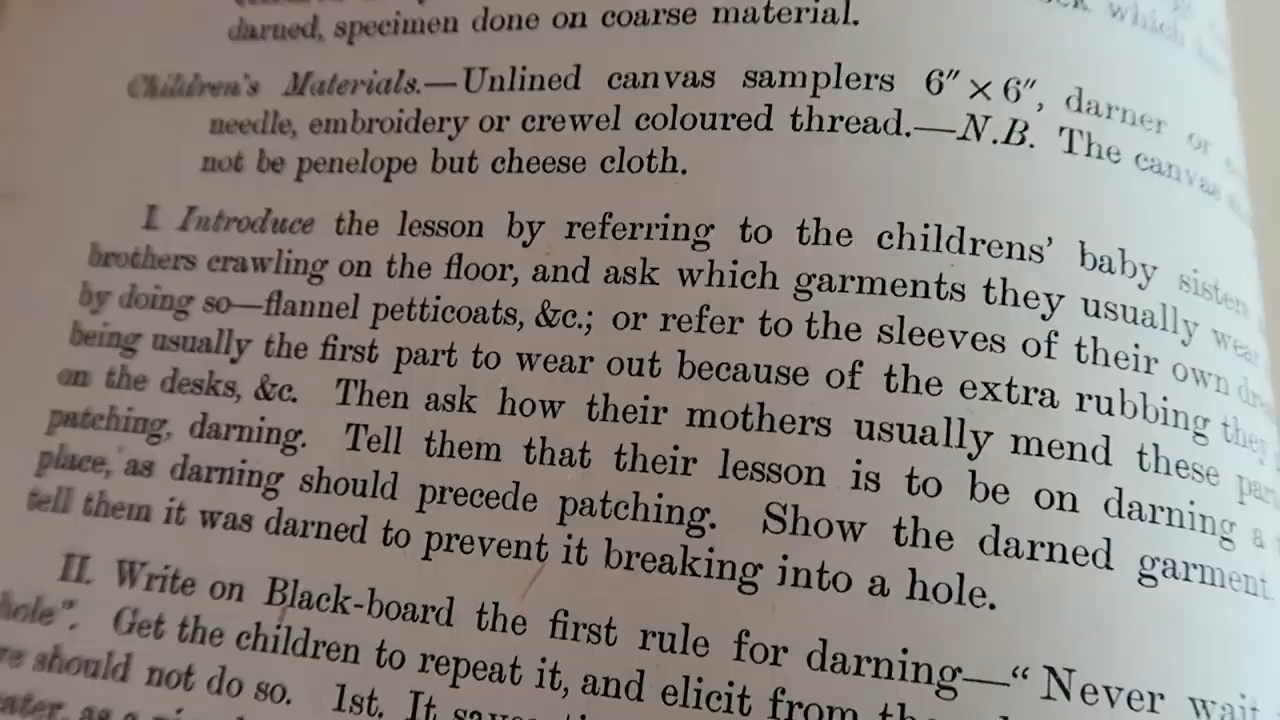 darned, specimen done on coarse material.
Children's Materials.—Unlined canvas samplers 6″ × 6″, darner or
needle, embroidery or crewel coloured thread.—N.B. The canvas
not be penelope but cheese cloth.
I. Introduce the lesson by referring to the childrens' baby sisters
brothers crawling on the floor, and ask which garments they usually wear
by doing so—flannel petticoats, &c.; or refer to the sleeves of their own
being usually the first part to wear out because of the extra rubbing they
on the desks, &c. Then ask how their mothers usually mend these
patching, darning. Tell them that their lesson is to be on darning a
place, as darning should precede patching. Show the darned garment
tell them it was darned to prevent it breaking into a hole.
II. Write on Black-board the first rule for darning—“Never wait
hole”. Get the children to repeat it, and elicit from
should not do so. 1st. It